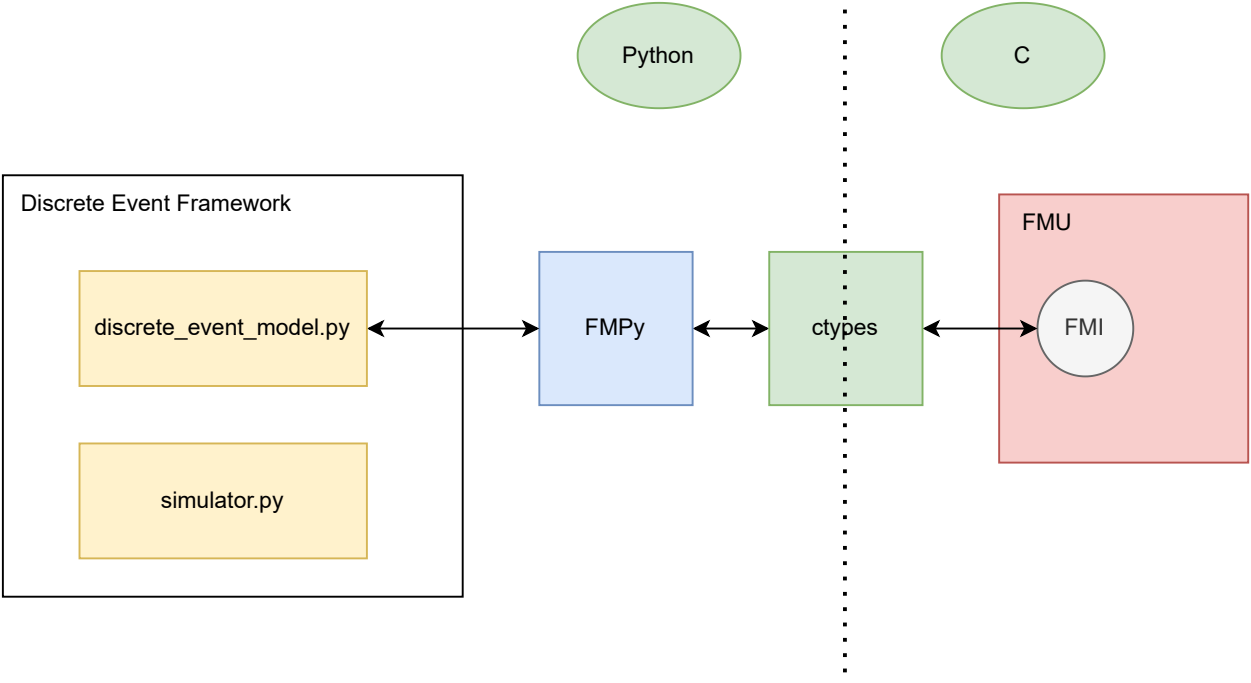 Python
C
Discrete Event Framework
FMU
discrete_event_model.py
FMPy
ctypes
FMI
simulator.py